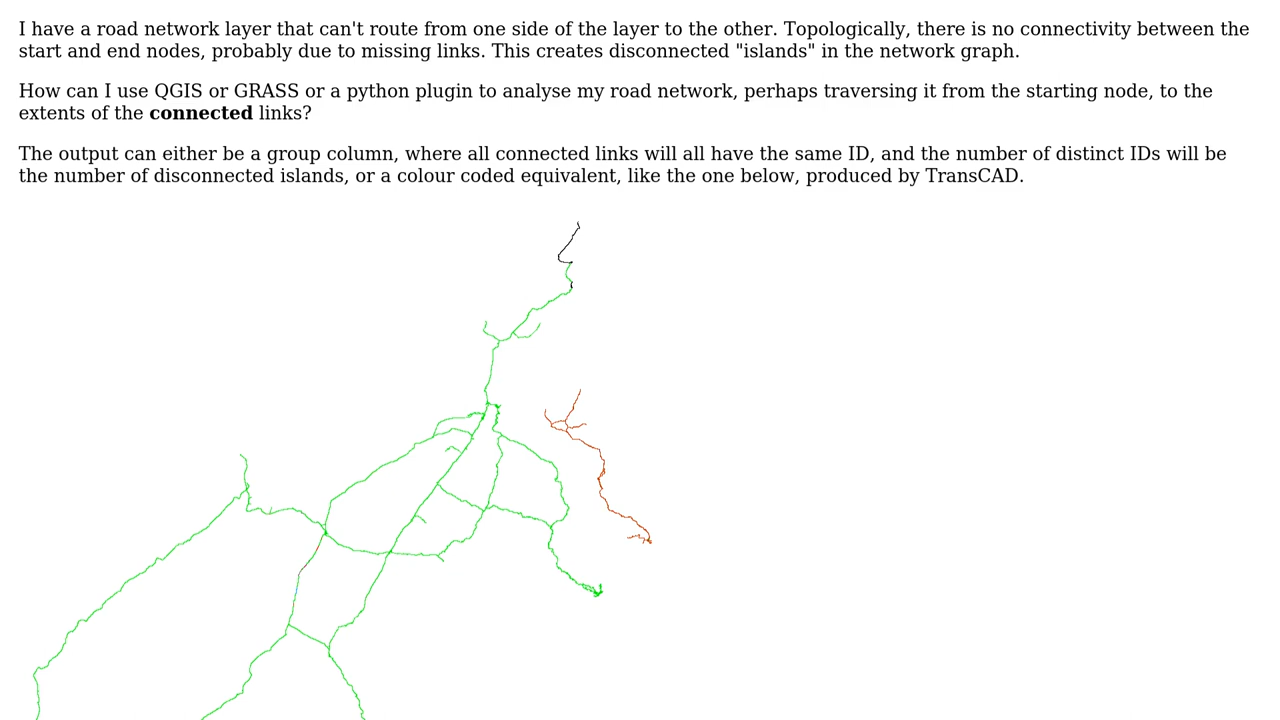 I have a road network layer that can't route from one side of the layer to the other. Topologically, there is no connectivity between the
start and end nodes, probably due to missing links. This creates disconnected "islands" in the network graph.
How can I use QGIS or GRASS or a python plugin to analyse my road network, perhaps traversing it from the starting node, to the
extents of the connected links?
The output can either be a group column, where all connected links will all have the same ID, and the number of distinct IDs will be
the number of disconnected islands, or a colour coded equivalent, like the one below, produced by TransCAD.